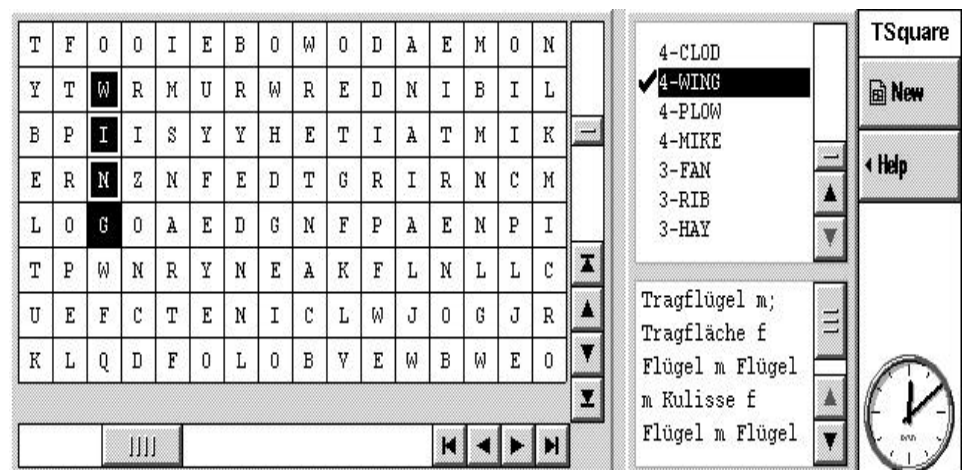 T F O O I E B O W O D A E M O N
Y T W R M U R W R E D N I B I L
B P I I S Y Y H E T I A T M I K
E R N Z N F E D T G R I R N C M
L O G O A E D G N F P A E N P I
T P W N R Y N E A K F L N L L C
U E F C T E N I C L W J O G J R
K L Q D F O L O B V E W B W E O
4-CLOD
4-WING
4-PLOW
4-MIKE
3-FAN
3-RIB
3-HAY
Tragflügel m;
Tragfläche f
Flügel m Flügel
m Kulisse f
Flügel m Flügel
TSquare
New
Help